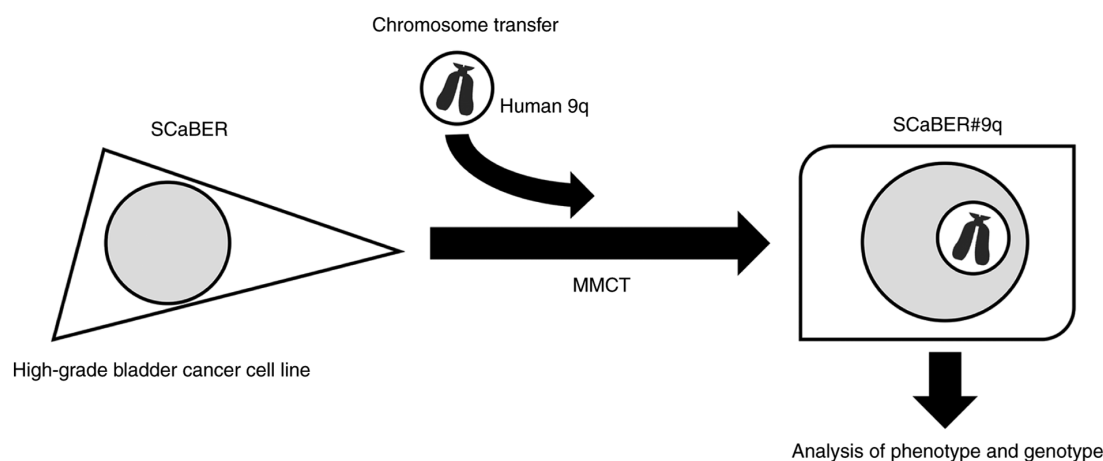 Chromosome transfer
Human 9q
SCaBER
SCaBER#9q
MMCT
High-grade bladder cancer cell line
Analysis of phenotype and genotype